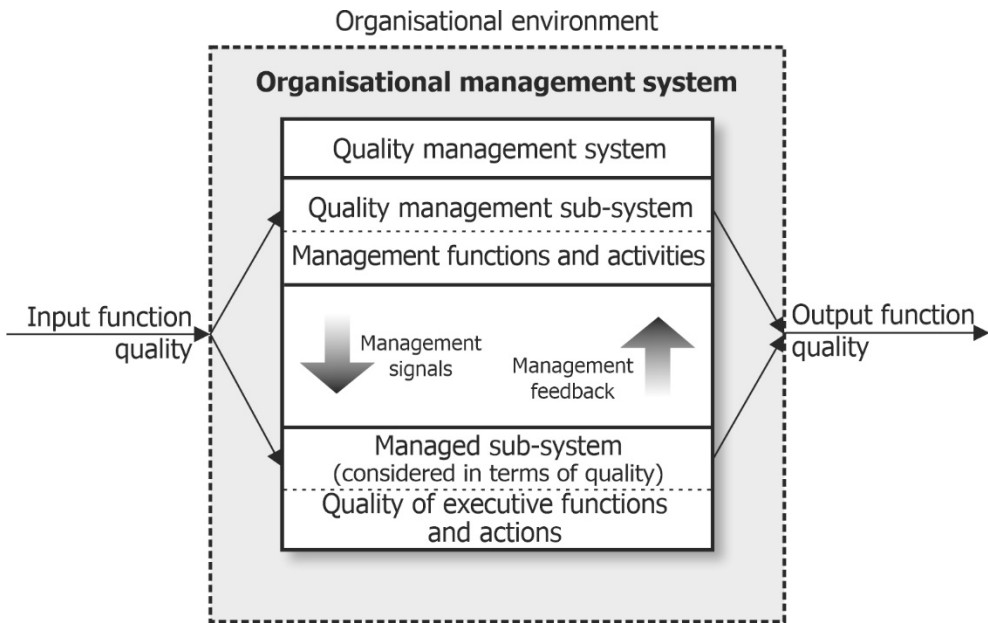 Organisational environment
Organisational management system
Quality management system
Quality management sub-system
Management functions and activities
Input function
quality
Management
signals
Management
feedback
Output function
quality
Managed sub-system
(considered in terms of quality)
Quality of executive functions
and actions